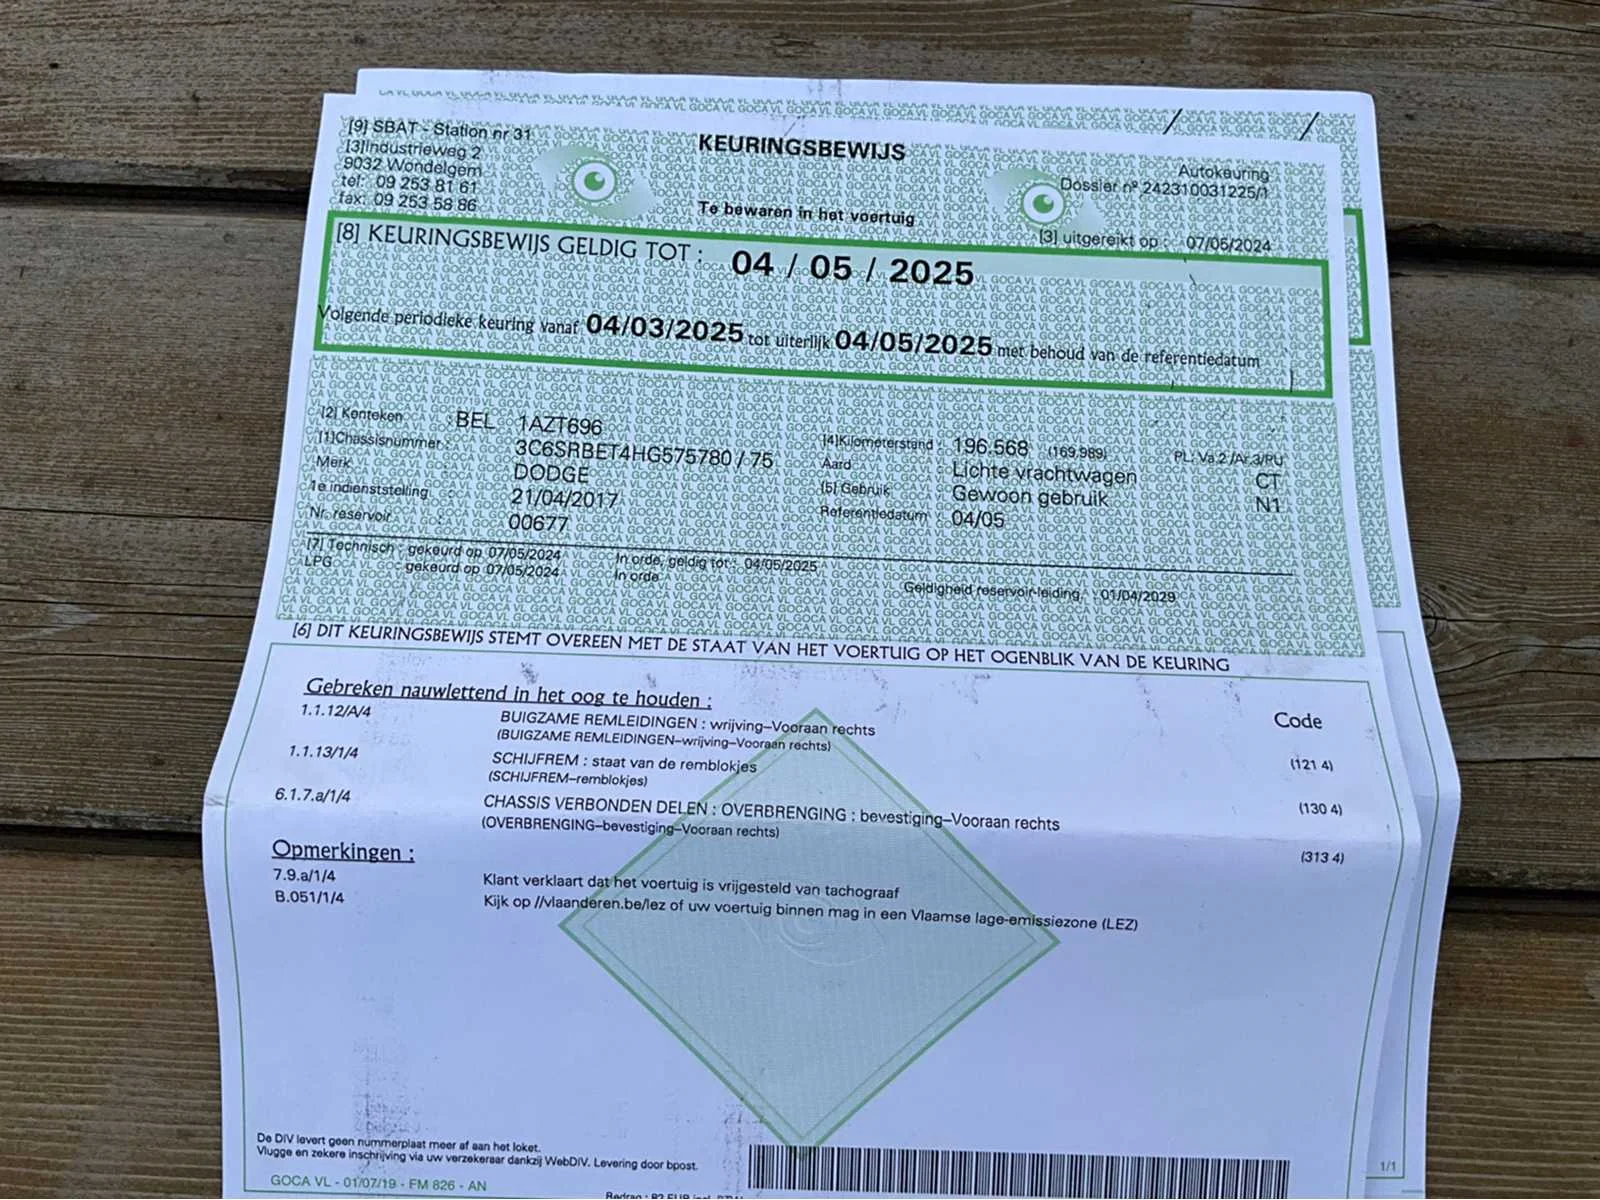 [9] SBAT - Station nr 31
[3]Industrieweg 2
9032 Wondelgem
tel: 09 253 81 61
fax: 09 253 58 86
KEURINGSBEWIJS
Te bewaren in het voertuig
Autokeuring
Dossier nº 242310031225/1
[3] uitgereikt op : 07/05/2024
[8] KEURINGSBEWIJS GELDIG TOT : 04 / 05 / 2025
Volgende periodieke keuring vanaf 04/03/2025 tot uiterlijk 04/05/2025 met behoud van de referentiedatum
[2] Kenteken : BEL 1AZT696
[1]Chassisnummer : 3C6SRBET4HG575780 / 75
Merk : DODGE
1e indienststelling : 21/04/2017
Nr. reservoir : 00677
[4]Kilometerstand : 196.568 (169.989) PL: Va.2 /Ar.3/RU
Aard : Lichte vrachtwagen CT
[5] Gebruik : Gewoon gebruik N1
Referentiedatum : 04/05
[7] Technisch : gekeurd op 07/05/2024 In orde, geldig tot : 04/05/2025
LPG gekeurd op 07/05/2024 In orde Geldigheid reservoir-leiding. : 01/04/2029
[6] DIT KEURINGSBEWIJS STEMT OVEREEN MET DE STAAT VAN HET VOERTUIG OP HET OGENBLIK VAN DE KEURING
Gebreken nauwlettend in het oog te houden :
Code
1.1.12/A/4 BUIGZAME REMLEIDINGEN : wrijving–Vooraan rechts
(BUIGZAME REMLEIDINGEN–wrijving–Vooraan rechts) (121 4)
1.1.13/1/4 SCHIJFREM : staat van de remblokjes
(SCHIJFREM–remblokjes) (130 4)
6.1.7.a/1/4 CHASSIS VERBONDEN DELEN : OVERBRENGING : bevestiging–Vooraan rechts
(OVERBRENGING–bevestiging–Vooraan rechts) (313 4)
Opmerkingen :
7.9.a/1/4 Klant verklaart dat het voertuig is vrijgesteld van tachograaf
B.051/1/4 Kijk op //vlaanderen.be/lez of uw voertuig binnen mag in een Vlaamse lage-emissiezone (LEZ)
De DIV levert geen nummerplaat meer af aan het loket.
Vlugge en zekere inschrijving via uw verzekeraar dankzij WebDIV. Levering door bpost.
GOCA VL - 01/07/19 - FM 826 - AN
1/1